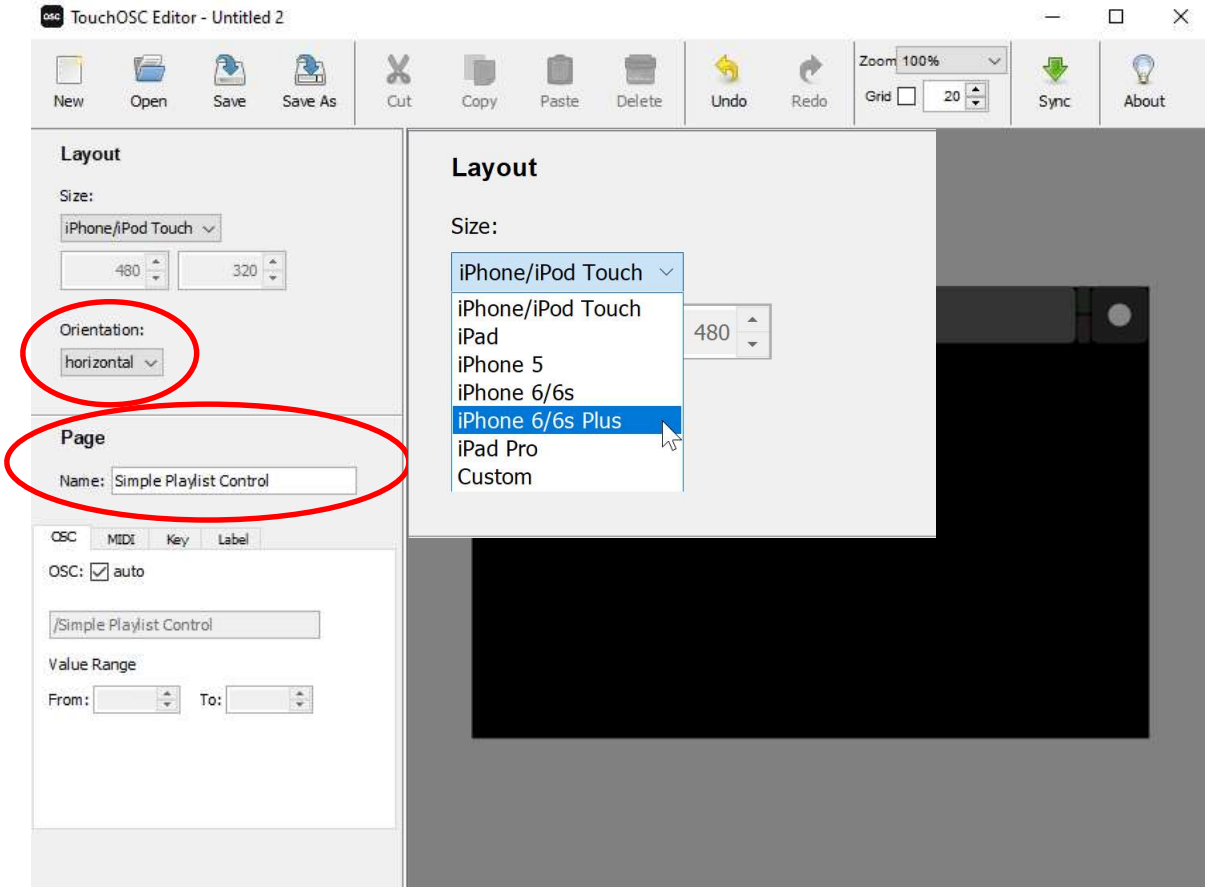 osc TouchOSC Editor - Untitled 2
New Open Save Save As Cut Copy Paste Delete Undo Redo Zoom 100% Grid 20 Sync About
Layout
Size:
iPhone/iPod Touch
480 320
Orientation:
horizontal
Page
Name: Simple Playlist Control
OSC MIDI Key Label
OSC: auto
/Simple Playlist Control
Value Range
From: To:
Layout
Size:
iPhone/iPod Touch
iPhone/iPod Touch
iPad
480
iPhone 5
iPhone 6/6s
iPhone 6/6s Plus
iPad Pro
Custom